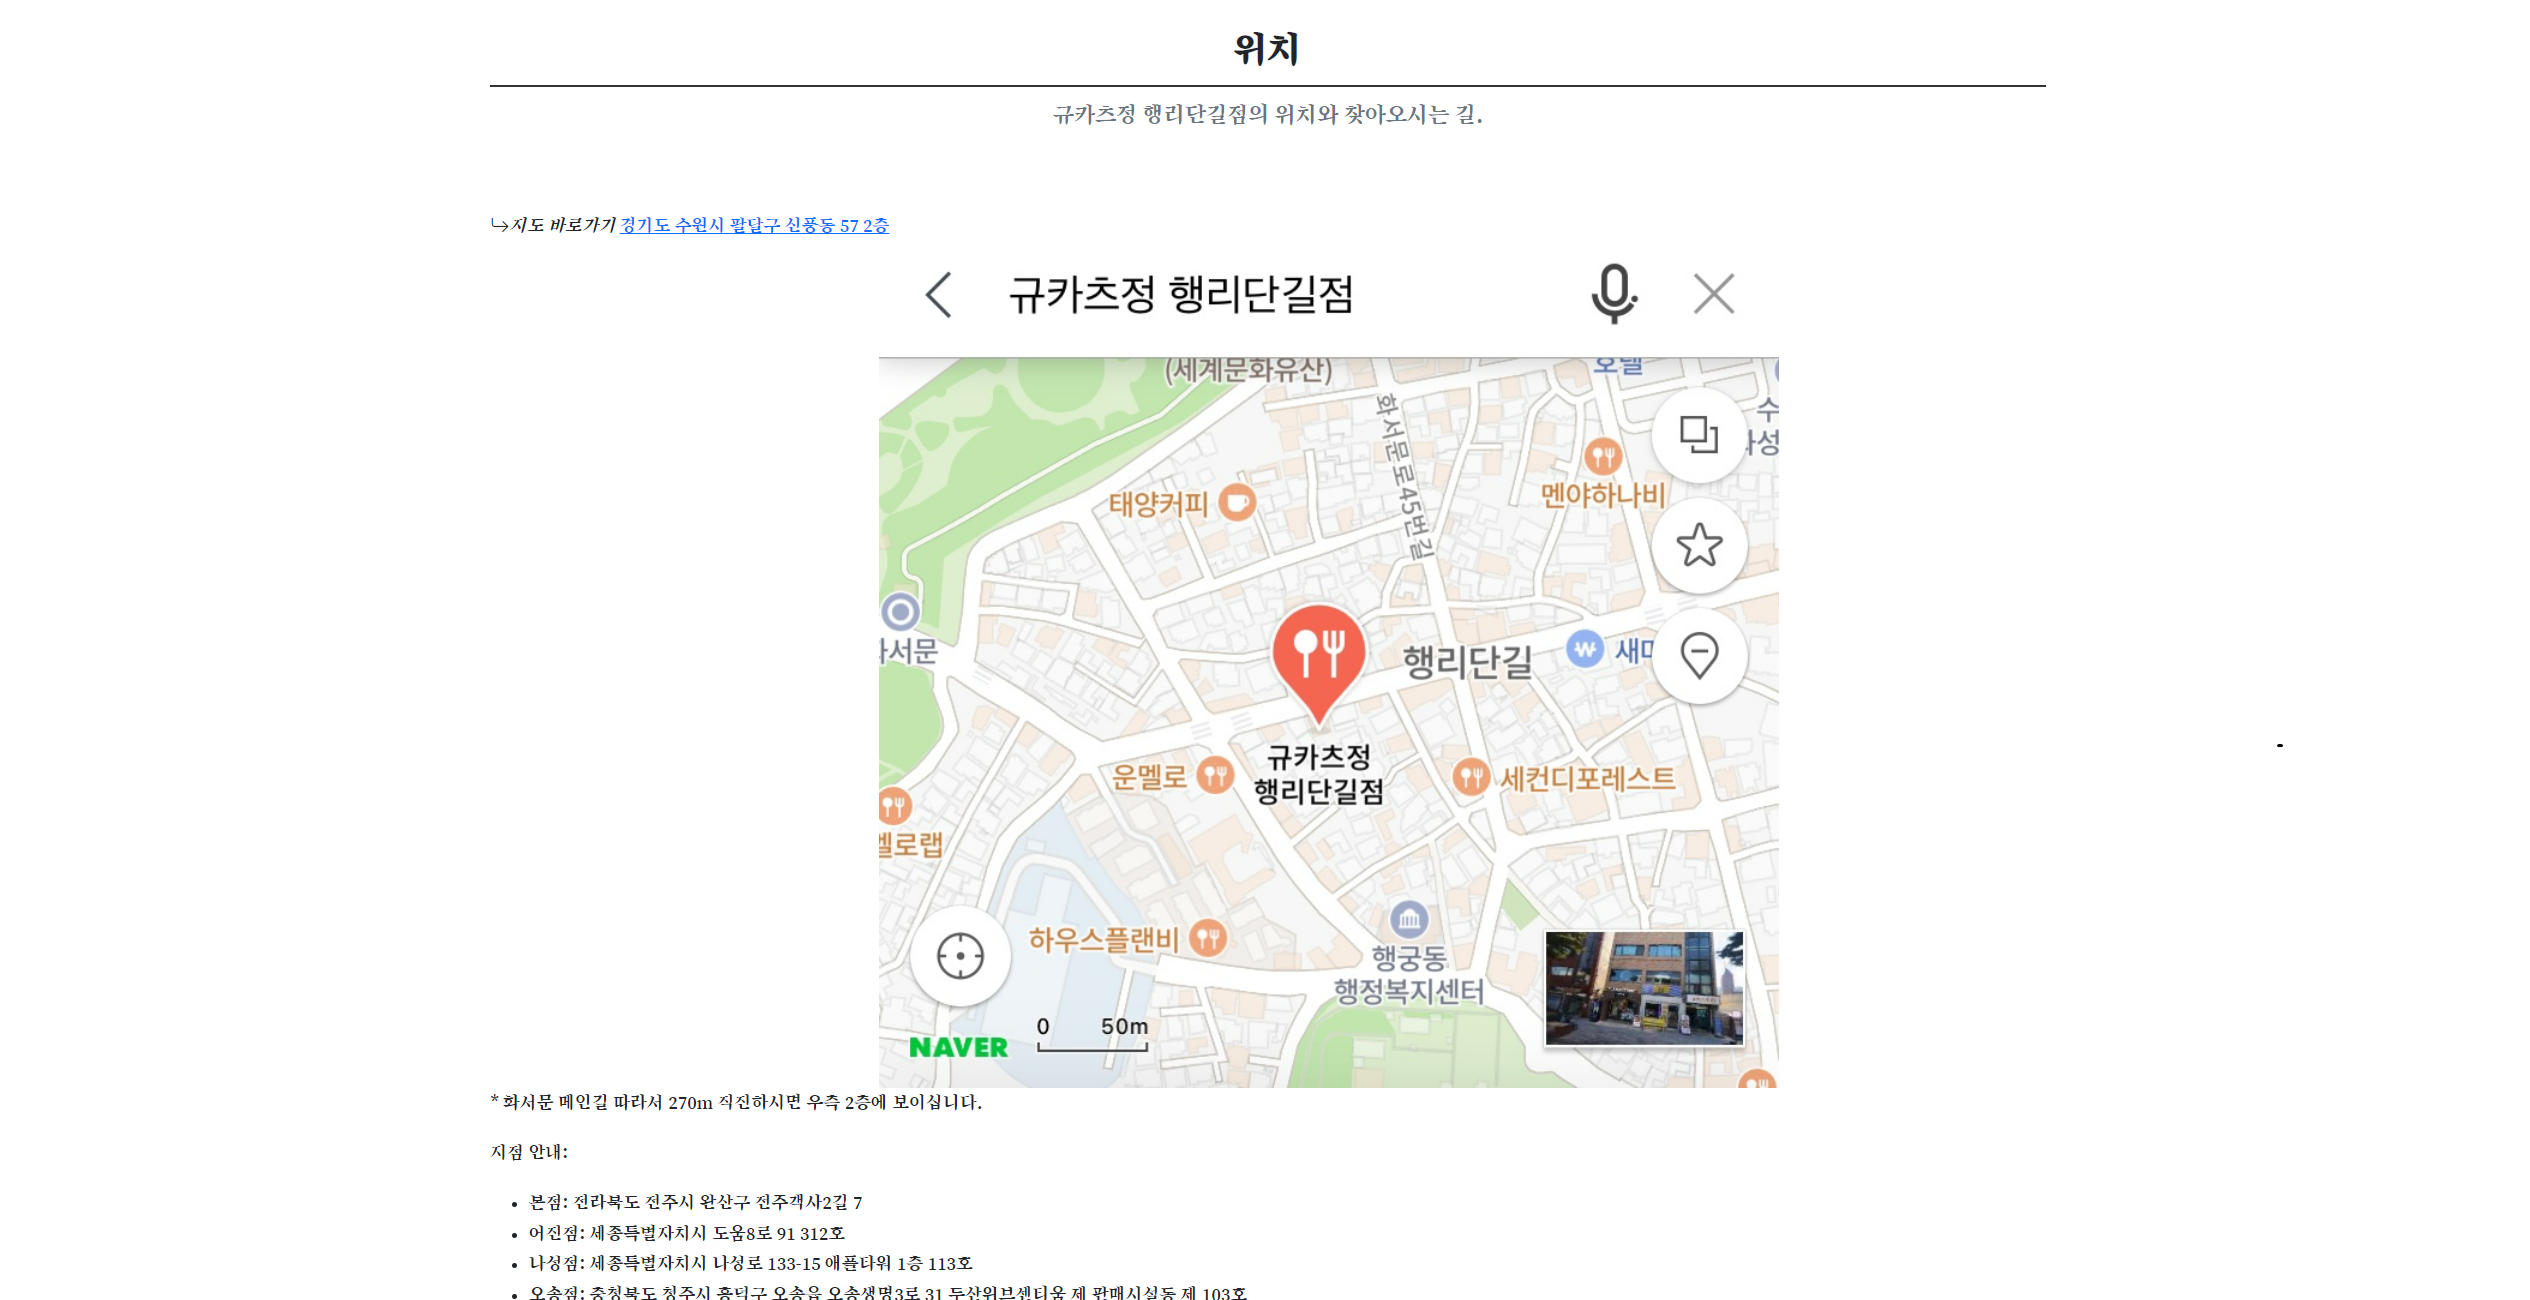 위치
규카츠정 행리단길점의 위치와 찾아오시는 길.
지도 바로가기 경기도 수원시 팔달구 신풍동 57 2층
규카츠정 행리단길점
(세계문화유산)
호텔
수
화서문로45번길
멘야하나비
태양커피
서문
행리단길
새마
규카츠정
행리단길점
운멜로
세컨디포레스트
멜로랩
하우스플랜비
행궁동
행정복지센터
0 50m
NAVER
* 화서문 메인길 따라서 270m 직진하시면 우측 2층에 보이십니다.
지점 안내:
• 본점: 전라북도 전주시 완산구 전주객사2길 7
• 어진점: 세종특별자치시 도움8로 91 312호
• 나성점: 세종특별자치시 나성로 133-15 애플타워 1층 113호
• 오송점: 충청북도 청주시 흥덕구 오송읍 오송생명3로 31 두산위브센티움 제 판매시설동 제 103호